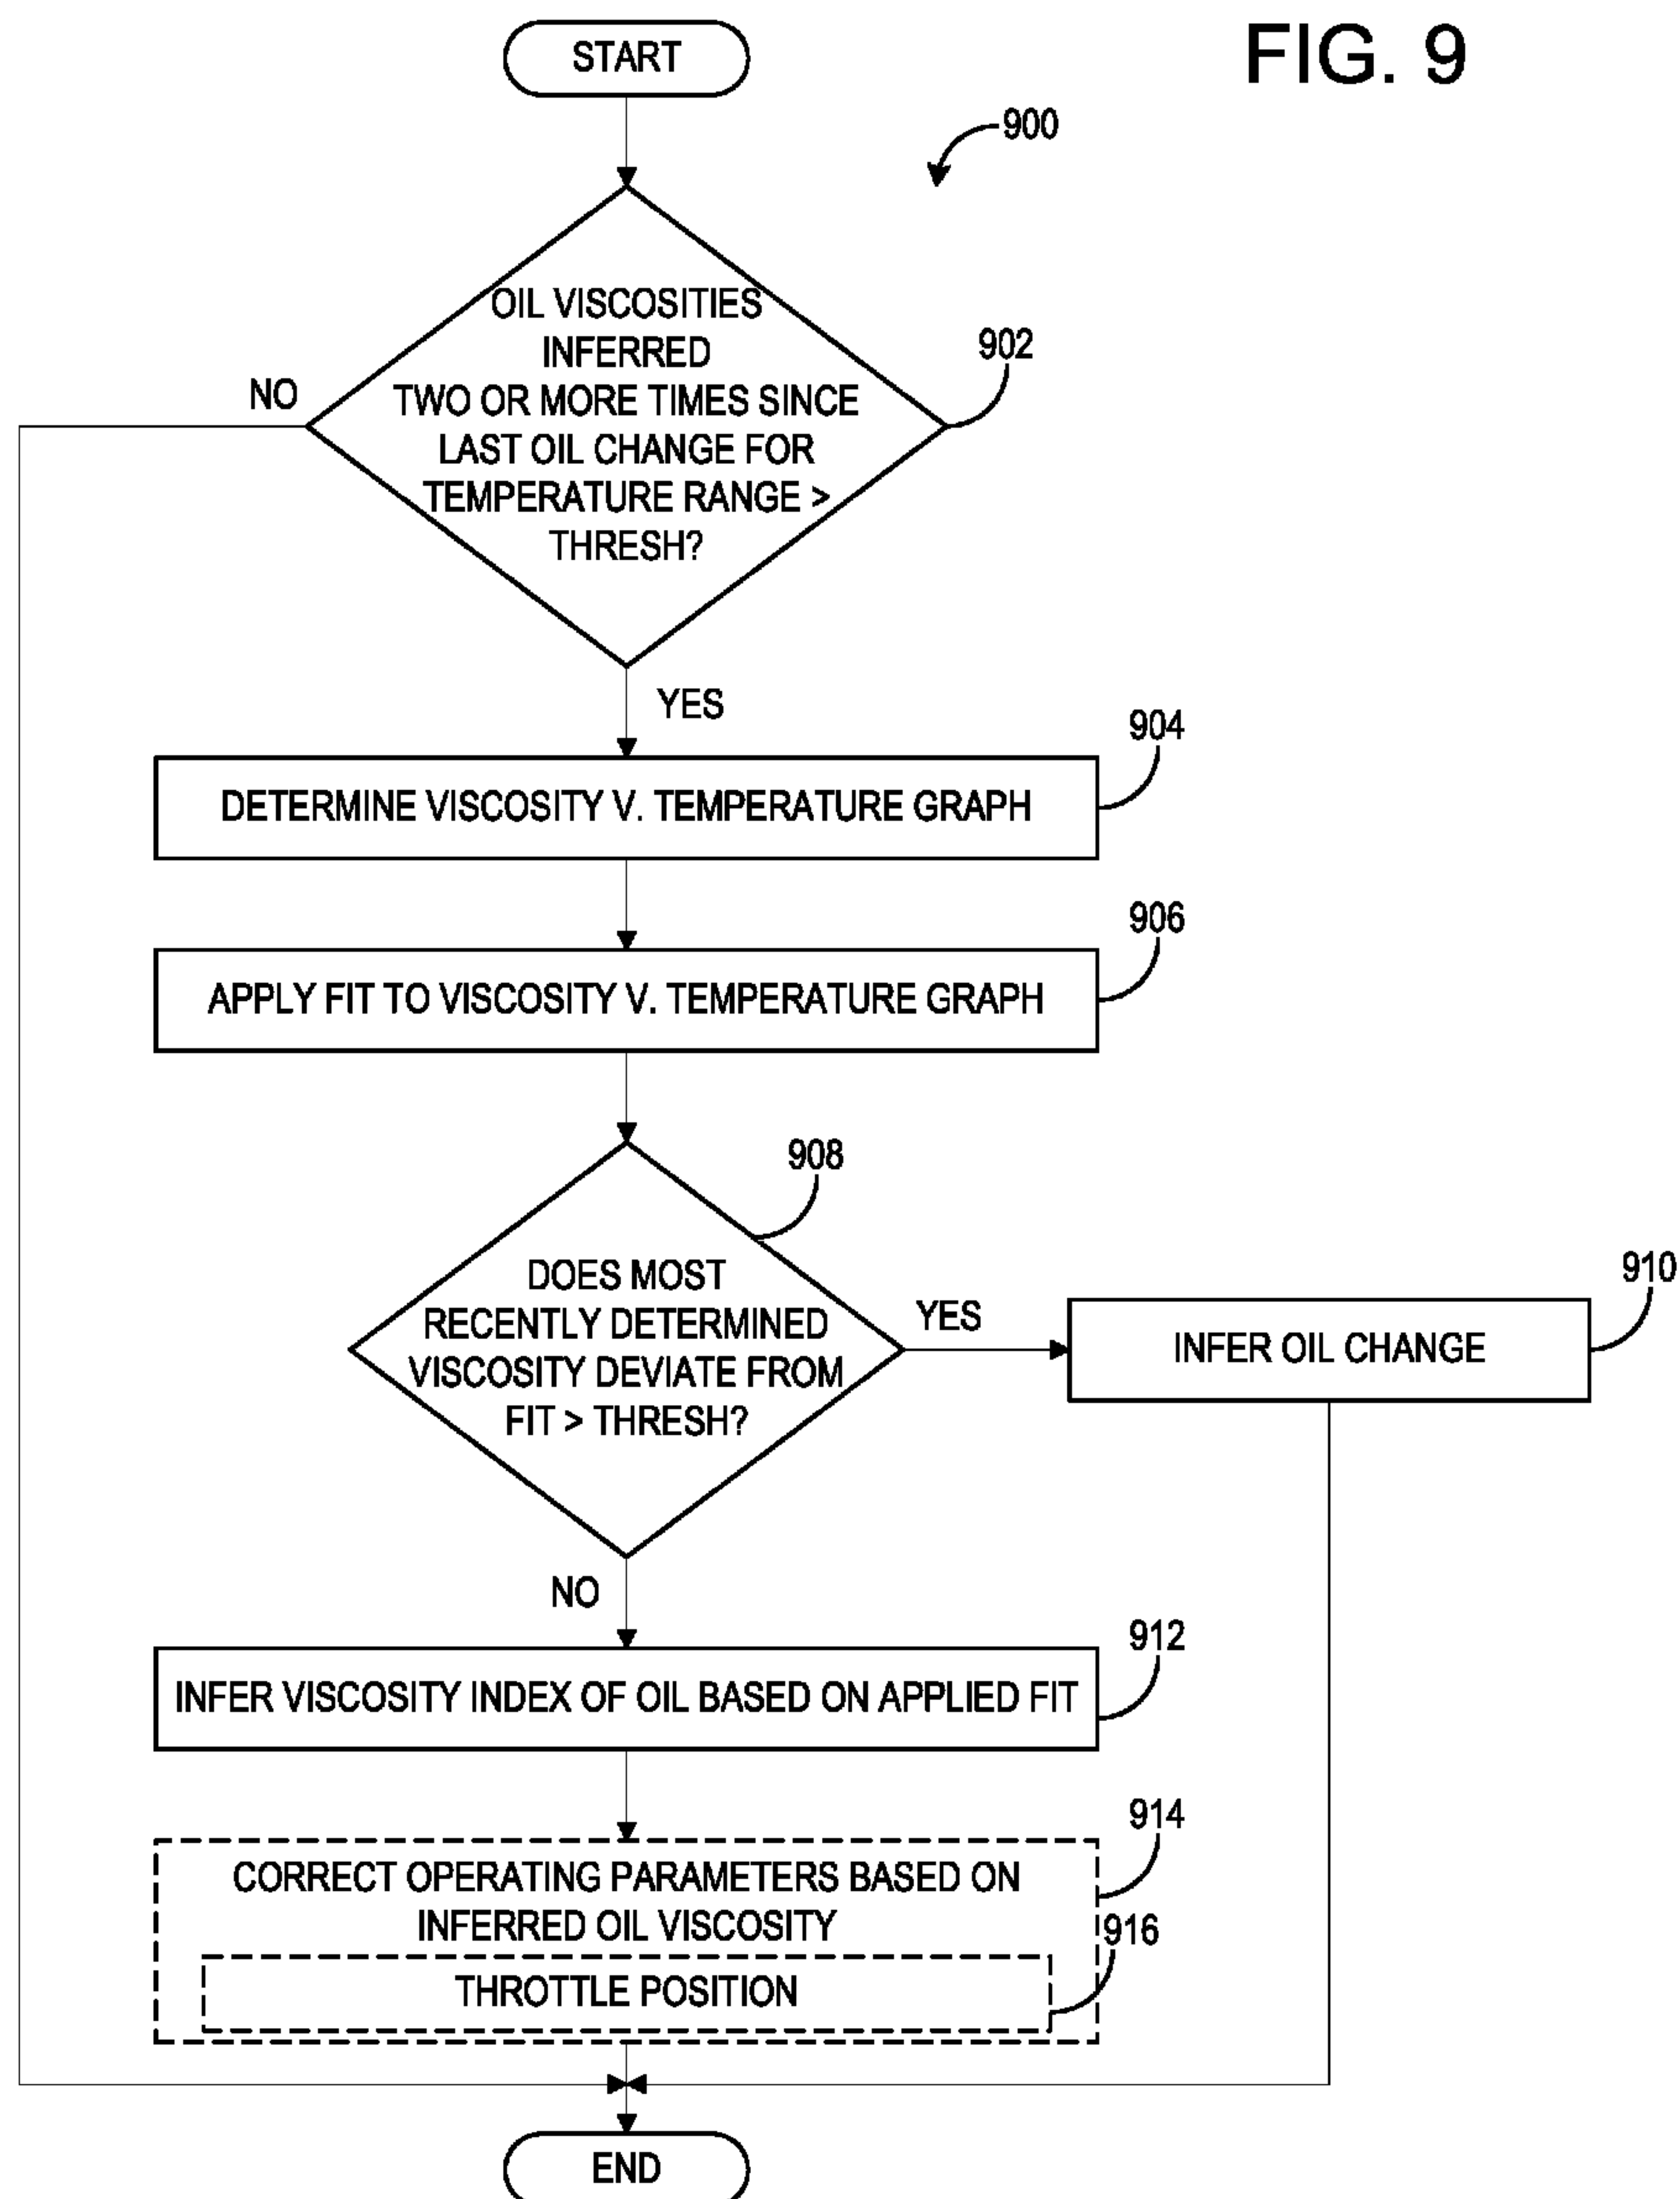 START
FIG. 9
900
OIL VISCOSITIES
INFERRED
TWO OR MORE TIMES SINCE
LAST OIL CHANGE FOR
TEMPERATURE RANGE >
THRESH?
902
NO
YES
904
DETERMINE VISCOSITY V. TEMPERATURE GRAPH
906
APPLY FIT TO VISCOSITY V. TEMPERATURE GRAPH
908
DOES MOST
RECENTLY DETERMINED
VISCOSITY DEVIATE FROM
FIT > THRESH?
YES
910
INFER OIL CHANGE
NO
912
INFER VISCOSITY INDEX OF OIL BASED ON APPLIED FIT
914
CORRECT OPERATING PARAMETERS BASED ON
INFERRED OIL VISCOSITY
916
THROTTLE POSITION
END